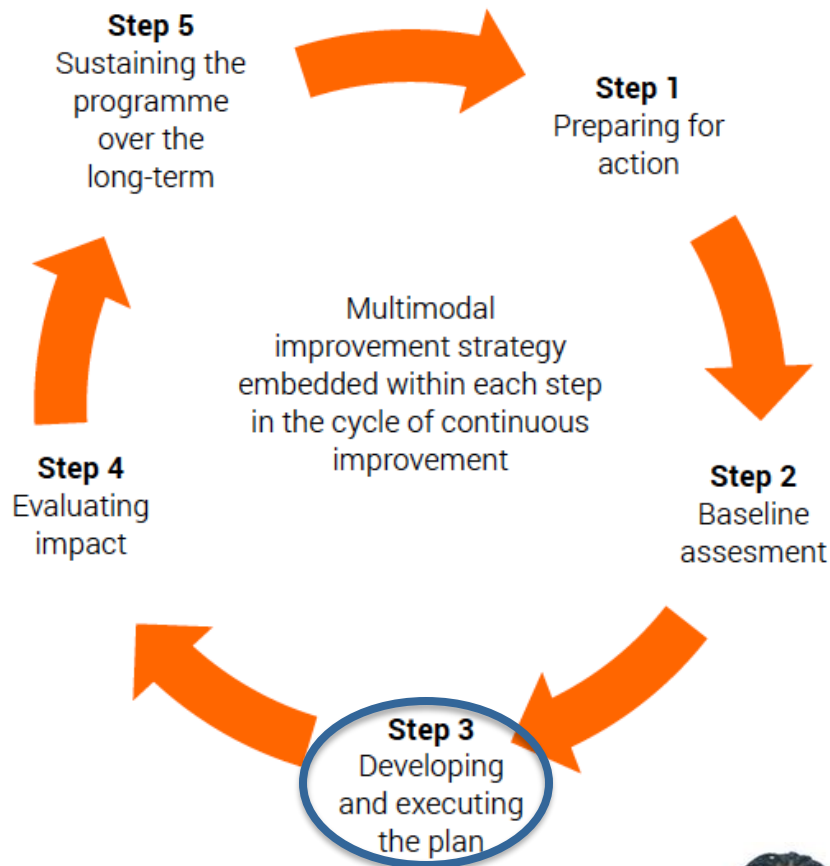 Step 5
Sustaining the
programme
over the
long-term
Step 1
Preparing for
action
Multimodal
improvement strategy
embedded within each step
in the cycle of continuous
improvement
Step 2
Baseline
assesment
Step 3
Developing
and executing
the plan
Step 4
Evaluating
impact